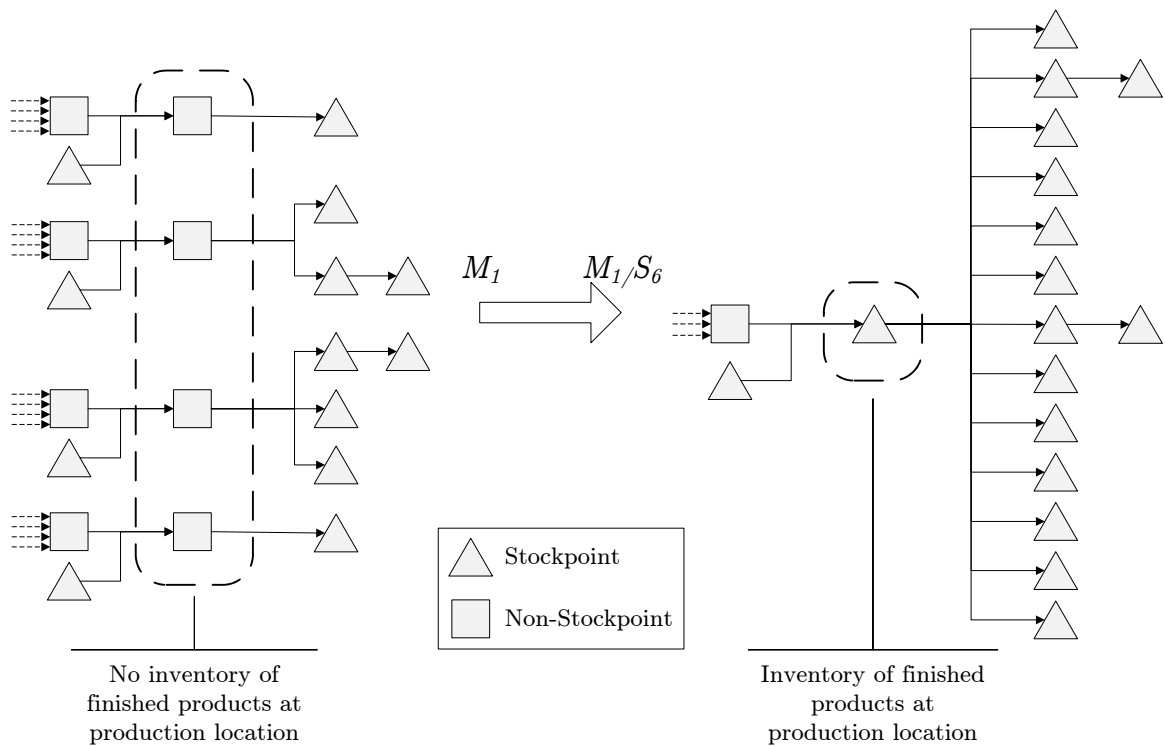 M1
M1/S6
Stockpoint
Non-Stockpoint
No inventory of
finished products at
production location
Inventory of finished
products at
production location